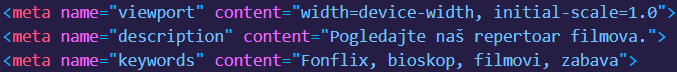 <meta name="viewport" content="width=device-width, initial-scale=1.0">
<meta name="description" content="Pogledajte naš repertoar filmova.">
<meta name="keywords" content="Fonflix, bioskop, filmovi, zabava">